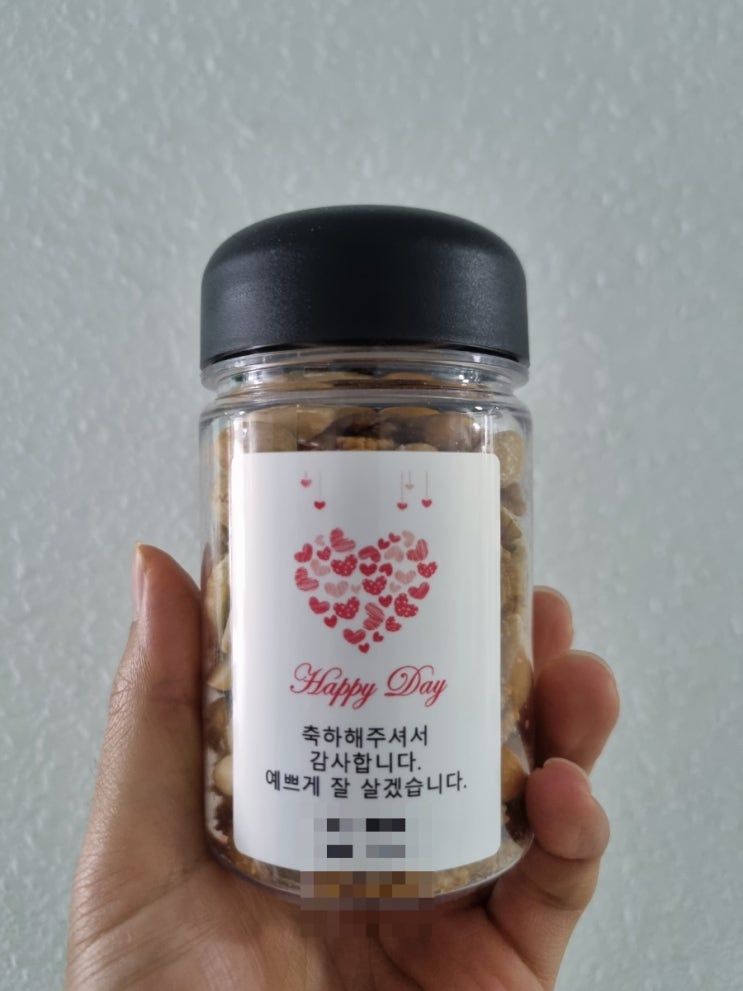 Happy Day
축하해주셔서
감사합니다.
예쁘게 잘 살겠습니다.